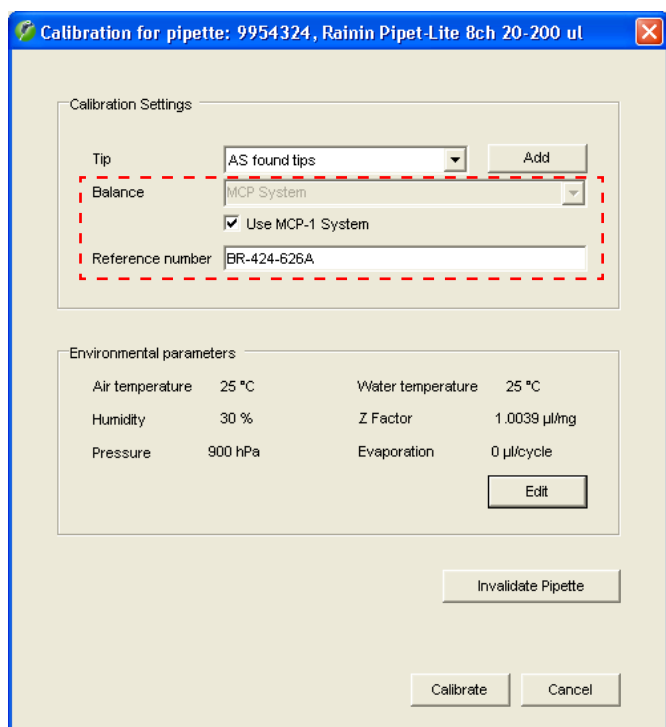 Calibration for pipette: 9954324, Rainin Pipet-Lite 8ch 20-200 ul
Calibration Settings
Tip AS found tips Add
Balance MCP System
Use MCP-1 System
Reference number BR-424-626A
Environmental parameters
Air temperature 25 °C Water temperature 25 °C
Humidity 30 % Z Factor 1.0039 µl/mg
Pressure 900 hPa Evaporation 0 µl/cycle
Edit
Invalidate Pipette
Calibrate Cancel